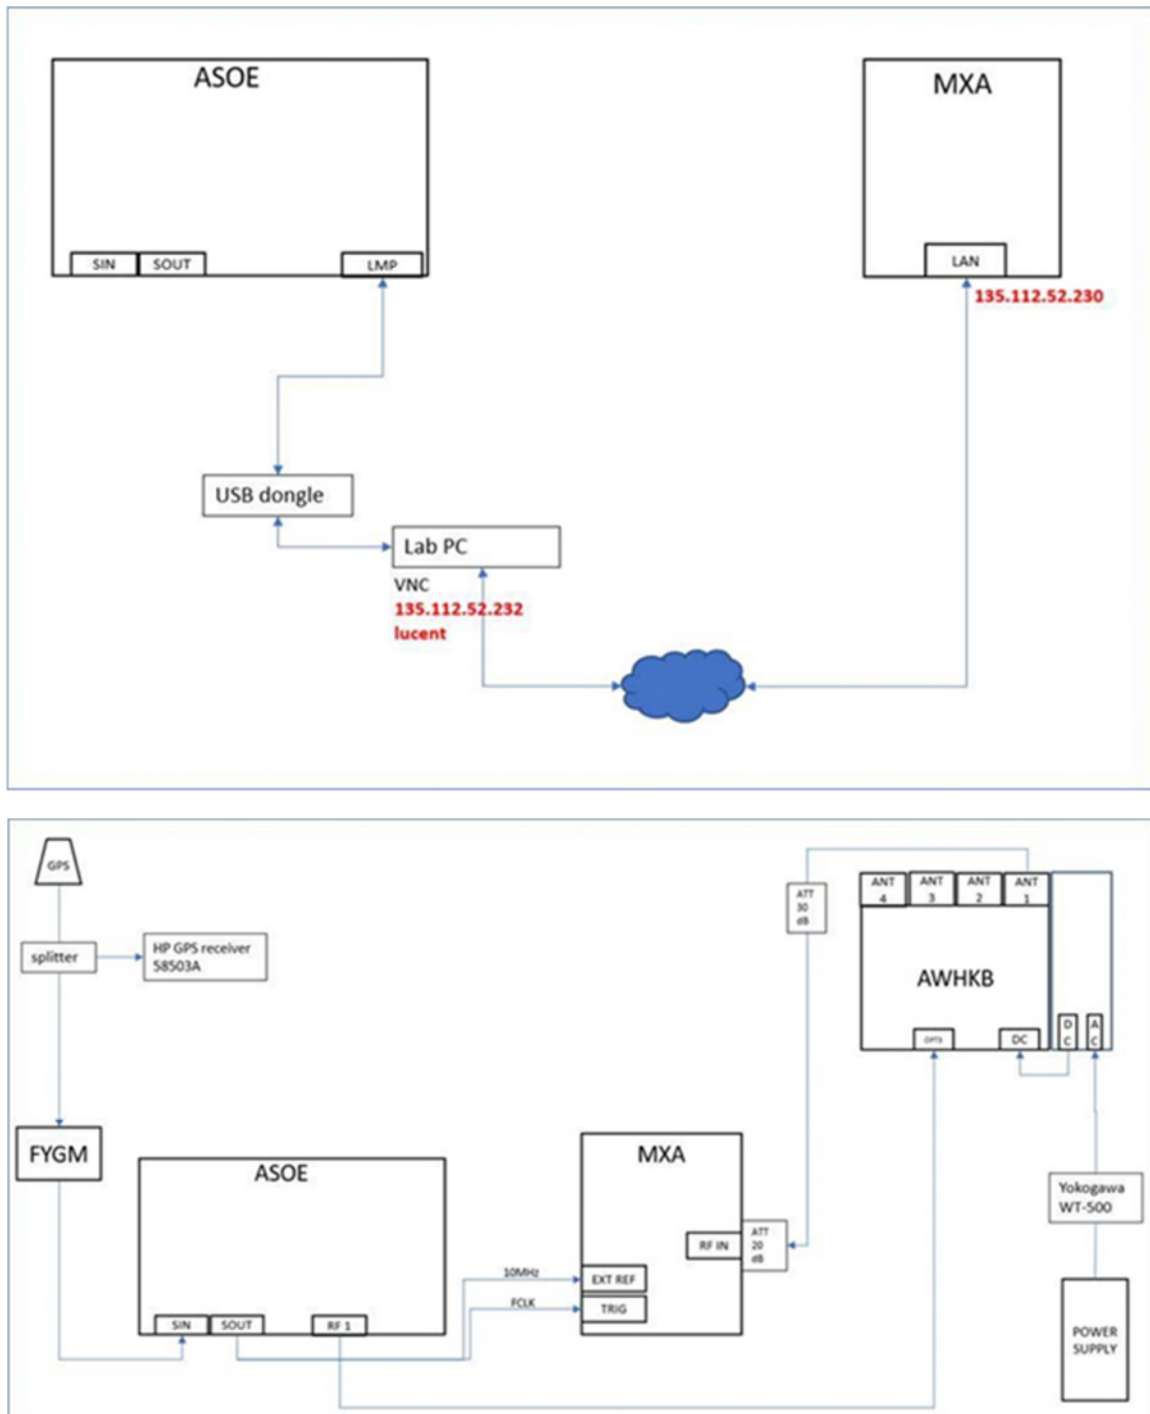 ASOE
MXA
SIN
SOUT
LMP
LAN
135.112.52.230
USB dongle
Lab PC
VNC
135.112.52.232
lucent
GPS
splitter
HP GPS receiver
58503A
FYGM
ASOE
SIN
SOUT
RF 1
10MHz
FCLK
MXA
RF IN
EXT REF
TRIG
ATT
20
dB
ATT
30
dB
ANT
4
ANT
3
ANT
2
ANT
1
AWHKB
DC
D
C
A
C
Yokogawa
WT-500
POWER
SUPPLY